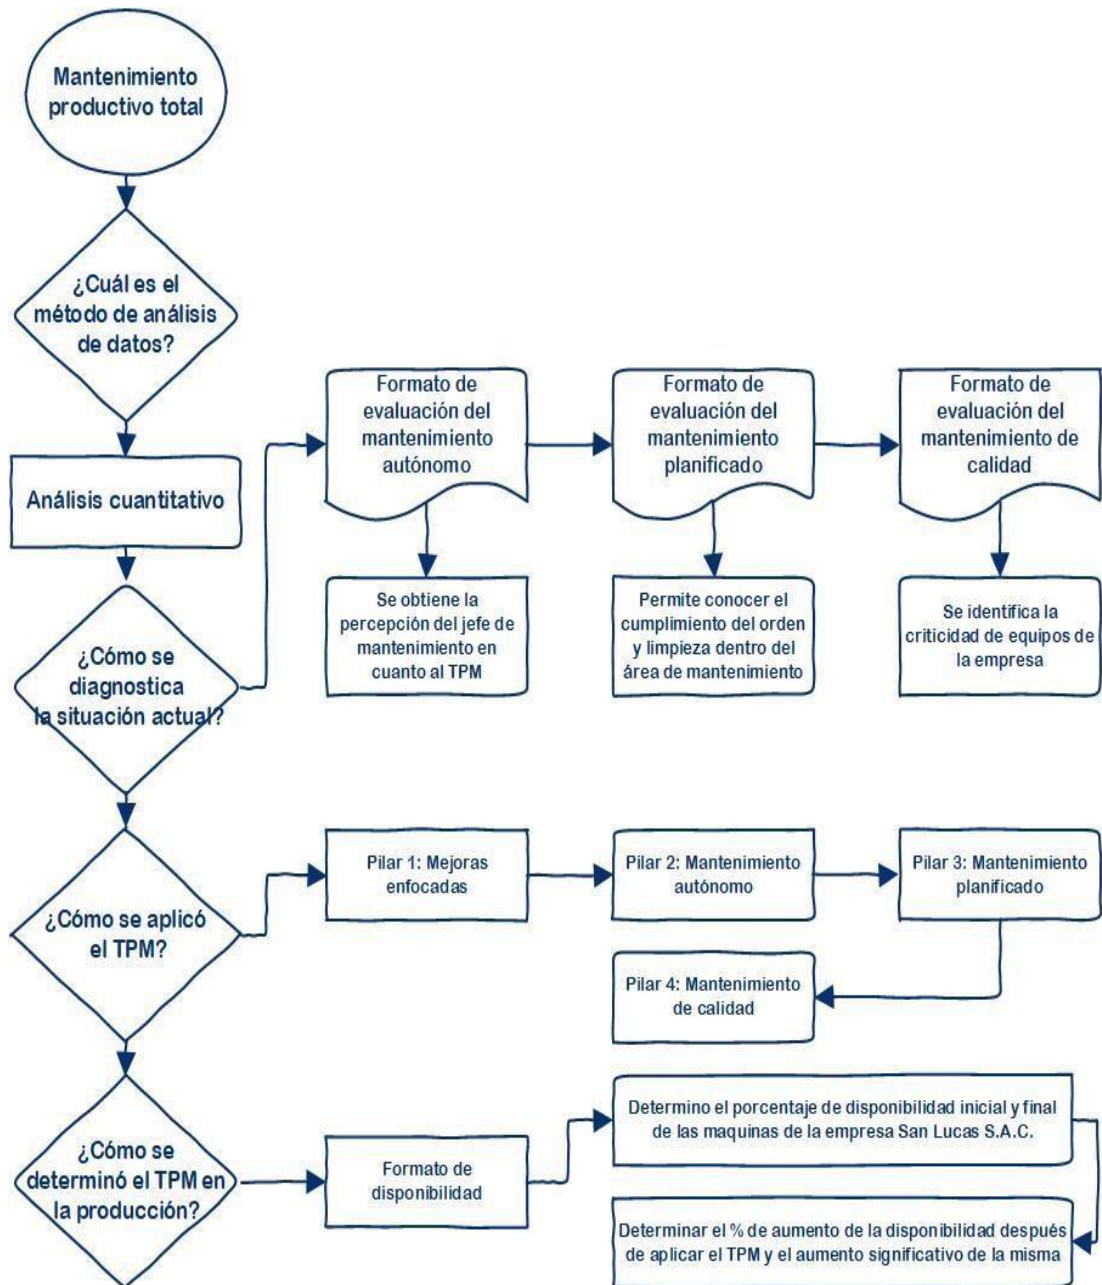 Mantenimiento
productivo total
¿Cuál es el
método de análisis
de datos?
Análisis cuantitativo
Formato de
evaluación del
mantenimiento
autónomo
Formato de
evaluación del
mantenimiento
planificado
Formato de
evaluación del
mantenimiento de
calidad
Se obtiene la
percepción del jefe de
mantenimiento en
cuanto al TPM
Permite conocer el
cumplimiento del orden
y limpieza dentro del
área de mantenimiento
Se identifica la
criticidad de equipos de
la empresa
¿Cómo se
diagnostica
la situación actual?
¿Cómo se aplicó
el TPM?
Pilar 1: Mejoras
enfocadas
Pilar 2: Mantenimiento
autónomo
Pilar 3: Mantenimiento
planificado
Pilar 4: Mantenimiento
de calidad
¿Cómo se
determinó el TPM en
la producción?
Formato de
disponibilidad
Determino el porcentaje de disponibilidad inicial y final
de las maquinas de la empresa San Lucas S.A.C.
Determinar el % de aumento de la disponibilidad después
de aplicar el TPM y el aumento significativo de la misma